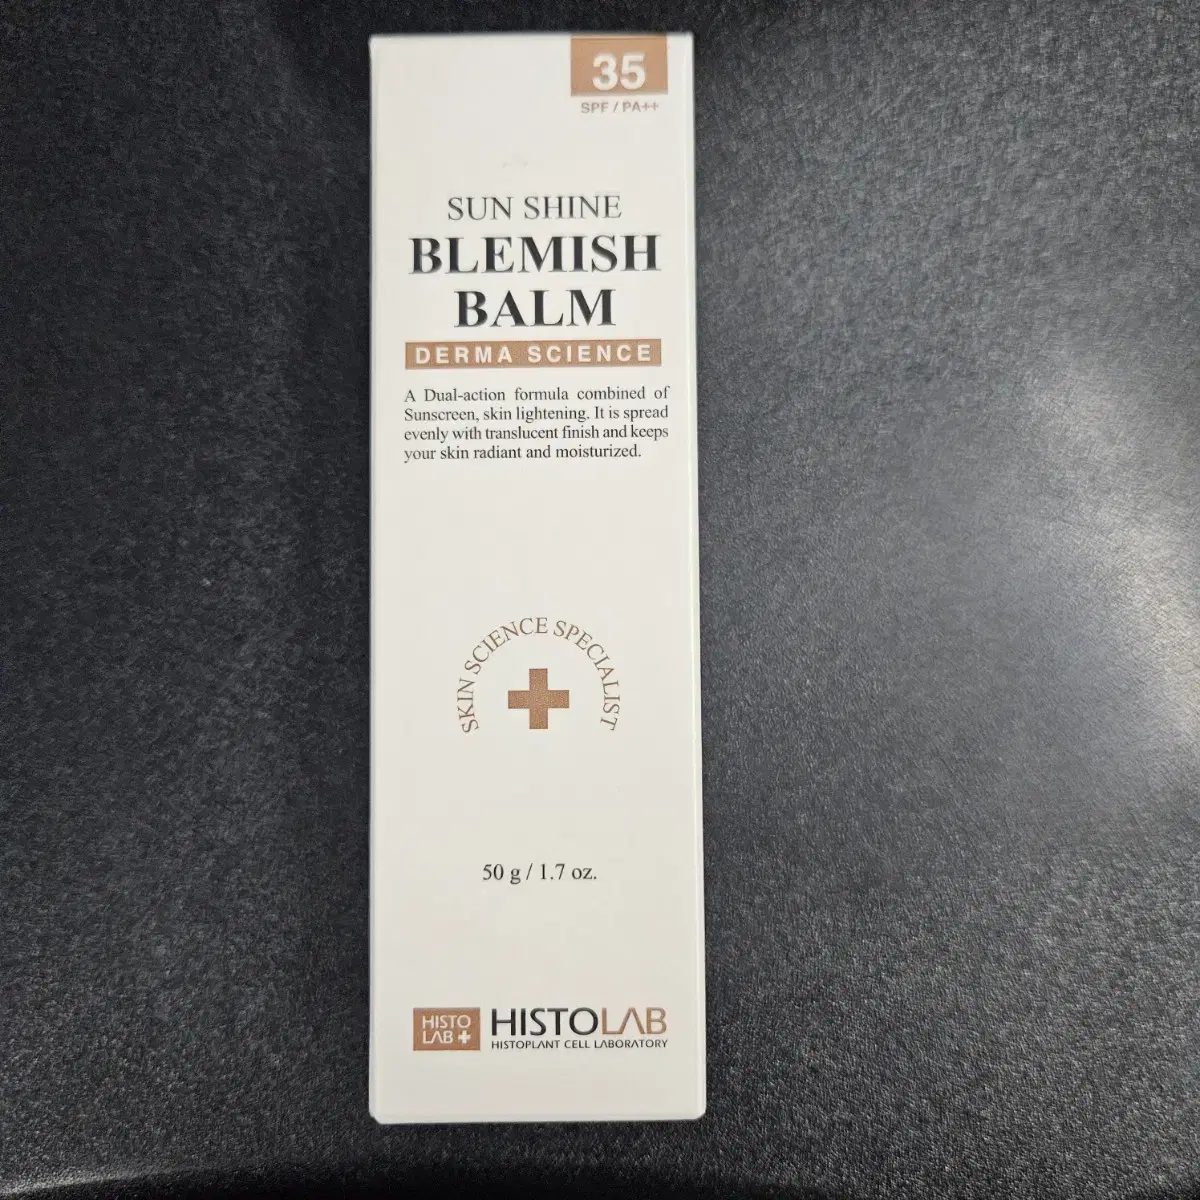 35
SPF / PA++
SUN SHINE
BLEMISH
BALM
DERMA SCIENCE
A Dual-action formula combined of
Sunscreen, skin lightening. It is spread
evenly with translucent finish and keeps
your skin radiant and moisturized.
SKIN SCIENCE SPECIALIST
50 g / 1.7 oz.
HISTO
LAB
HISTOLAB
HISTOPLANT CELL LABORATORY